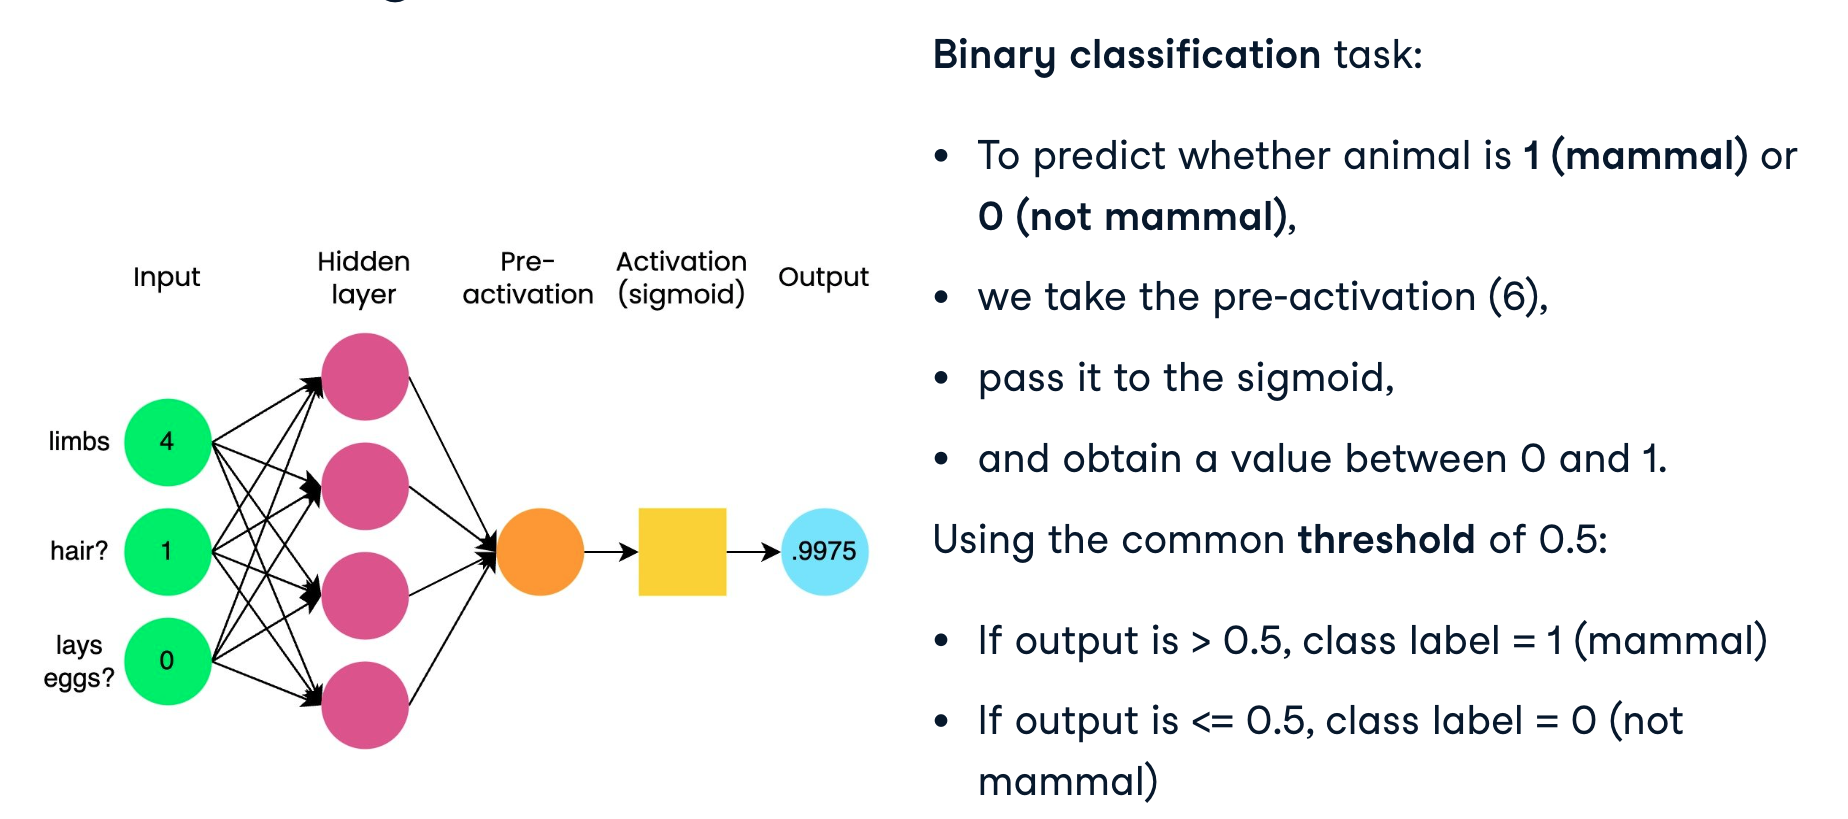 Binary classification task:
• To predict whether animal is 1 (mammal) or
0 (not mammal),
• we take the pre-activation (6),
• pass it to the sigmoid,
• and obtain a value between 0 and 1.
Using the common threshold of 0.5:
• If output is > 0.5, class label = 1 (mammal)
• If output is <= 0.5, class label = 0 (not
mammal)
Input
Hidden
layer
Pre-
activation
Activation
(sigmoid)
Output
limbs
4
hair?
1
lays
eggs?
0
.9975